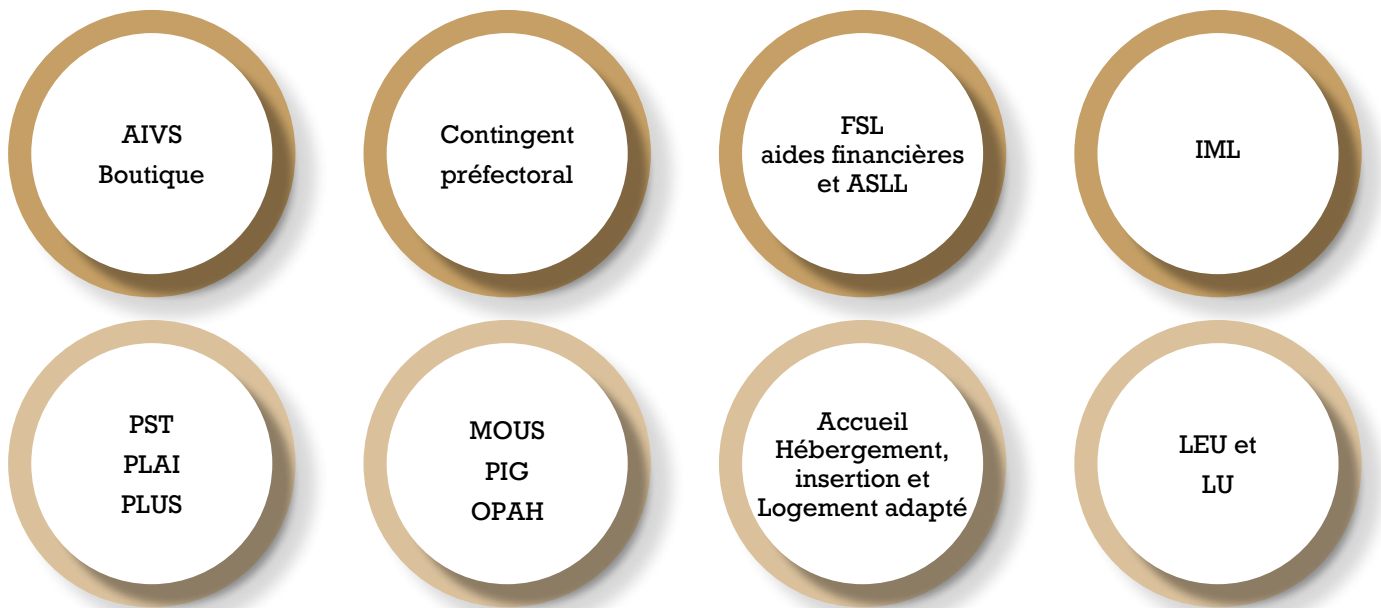 AIVS
Boutique
Contingent
préfectoral
FSL
aides financières
et ASLL
IML
PST
PLAI
PLUS
MOUS
PIG
OPAH
Accueil
Hébergement,
insertion et
Logement adapté
LEU et
LU